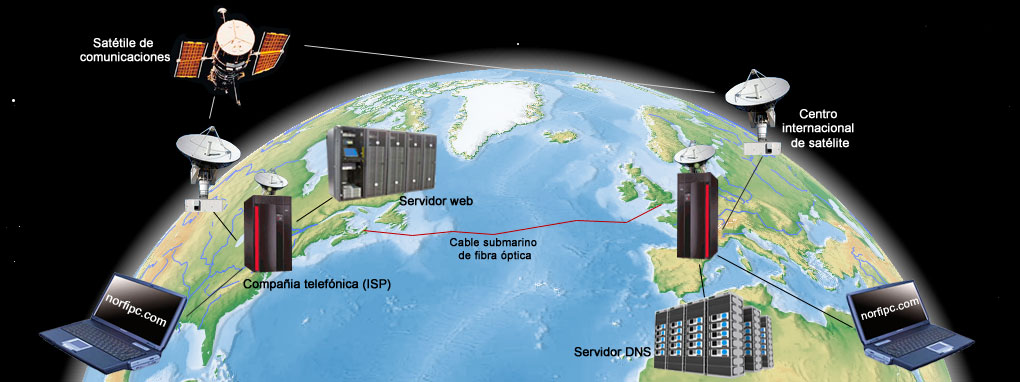 Satétile de
comunicaciones
Centro
internacional
de satélite
Servidor web
Cable submarino
de fibra óptica
Compañia telefónica (ISP)
norfipc.com
norfipc.com
Servidor DNS